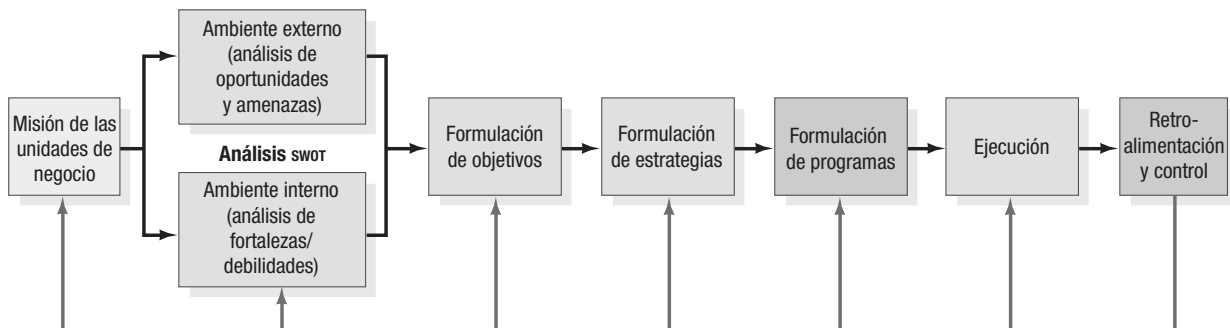 Misión de las
unidades de
negocio
Ambiente externo
(análisis de
oportunidades
y amenazas)
Análisis SWOT
Ambiente interno
(análisis de
fortalezas/
debilidades)
Formulación
de objetivos
Formulación
de estrategias
Formulación
de programas
Ejecución
Retro-
alimentación
y control